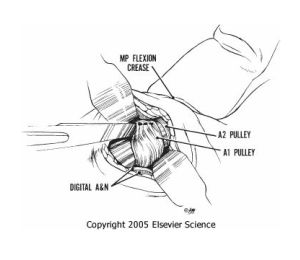 MP FLEXION
CREASE
A2 PULLEY
A1 PULLEY
DIGITAL A&N
Copyright 2005 Elsevier Science